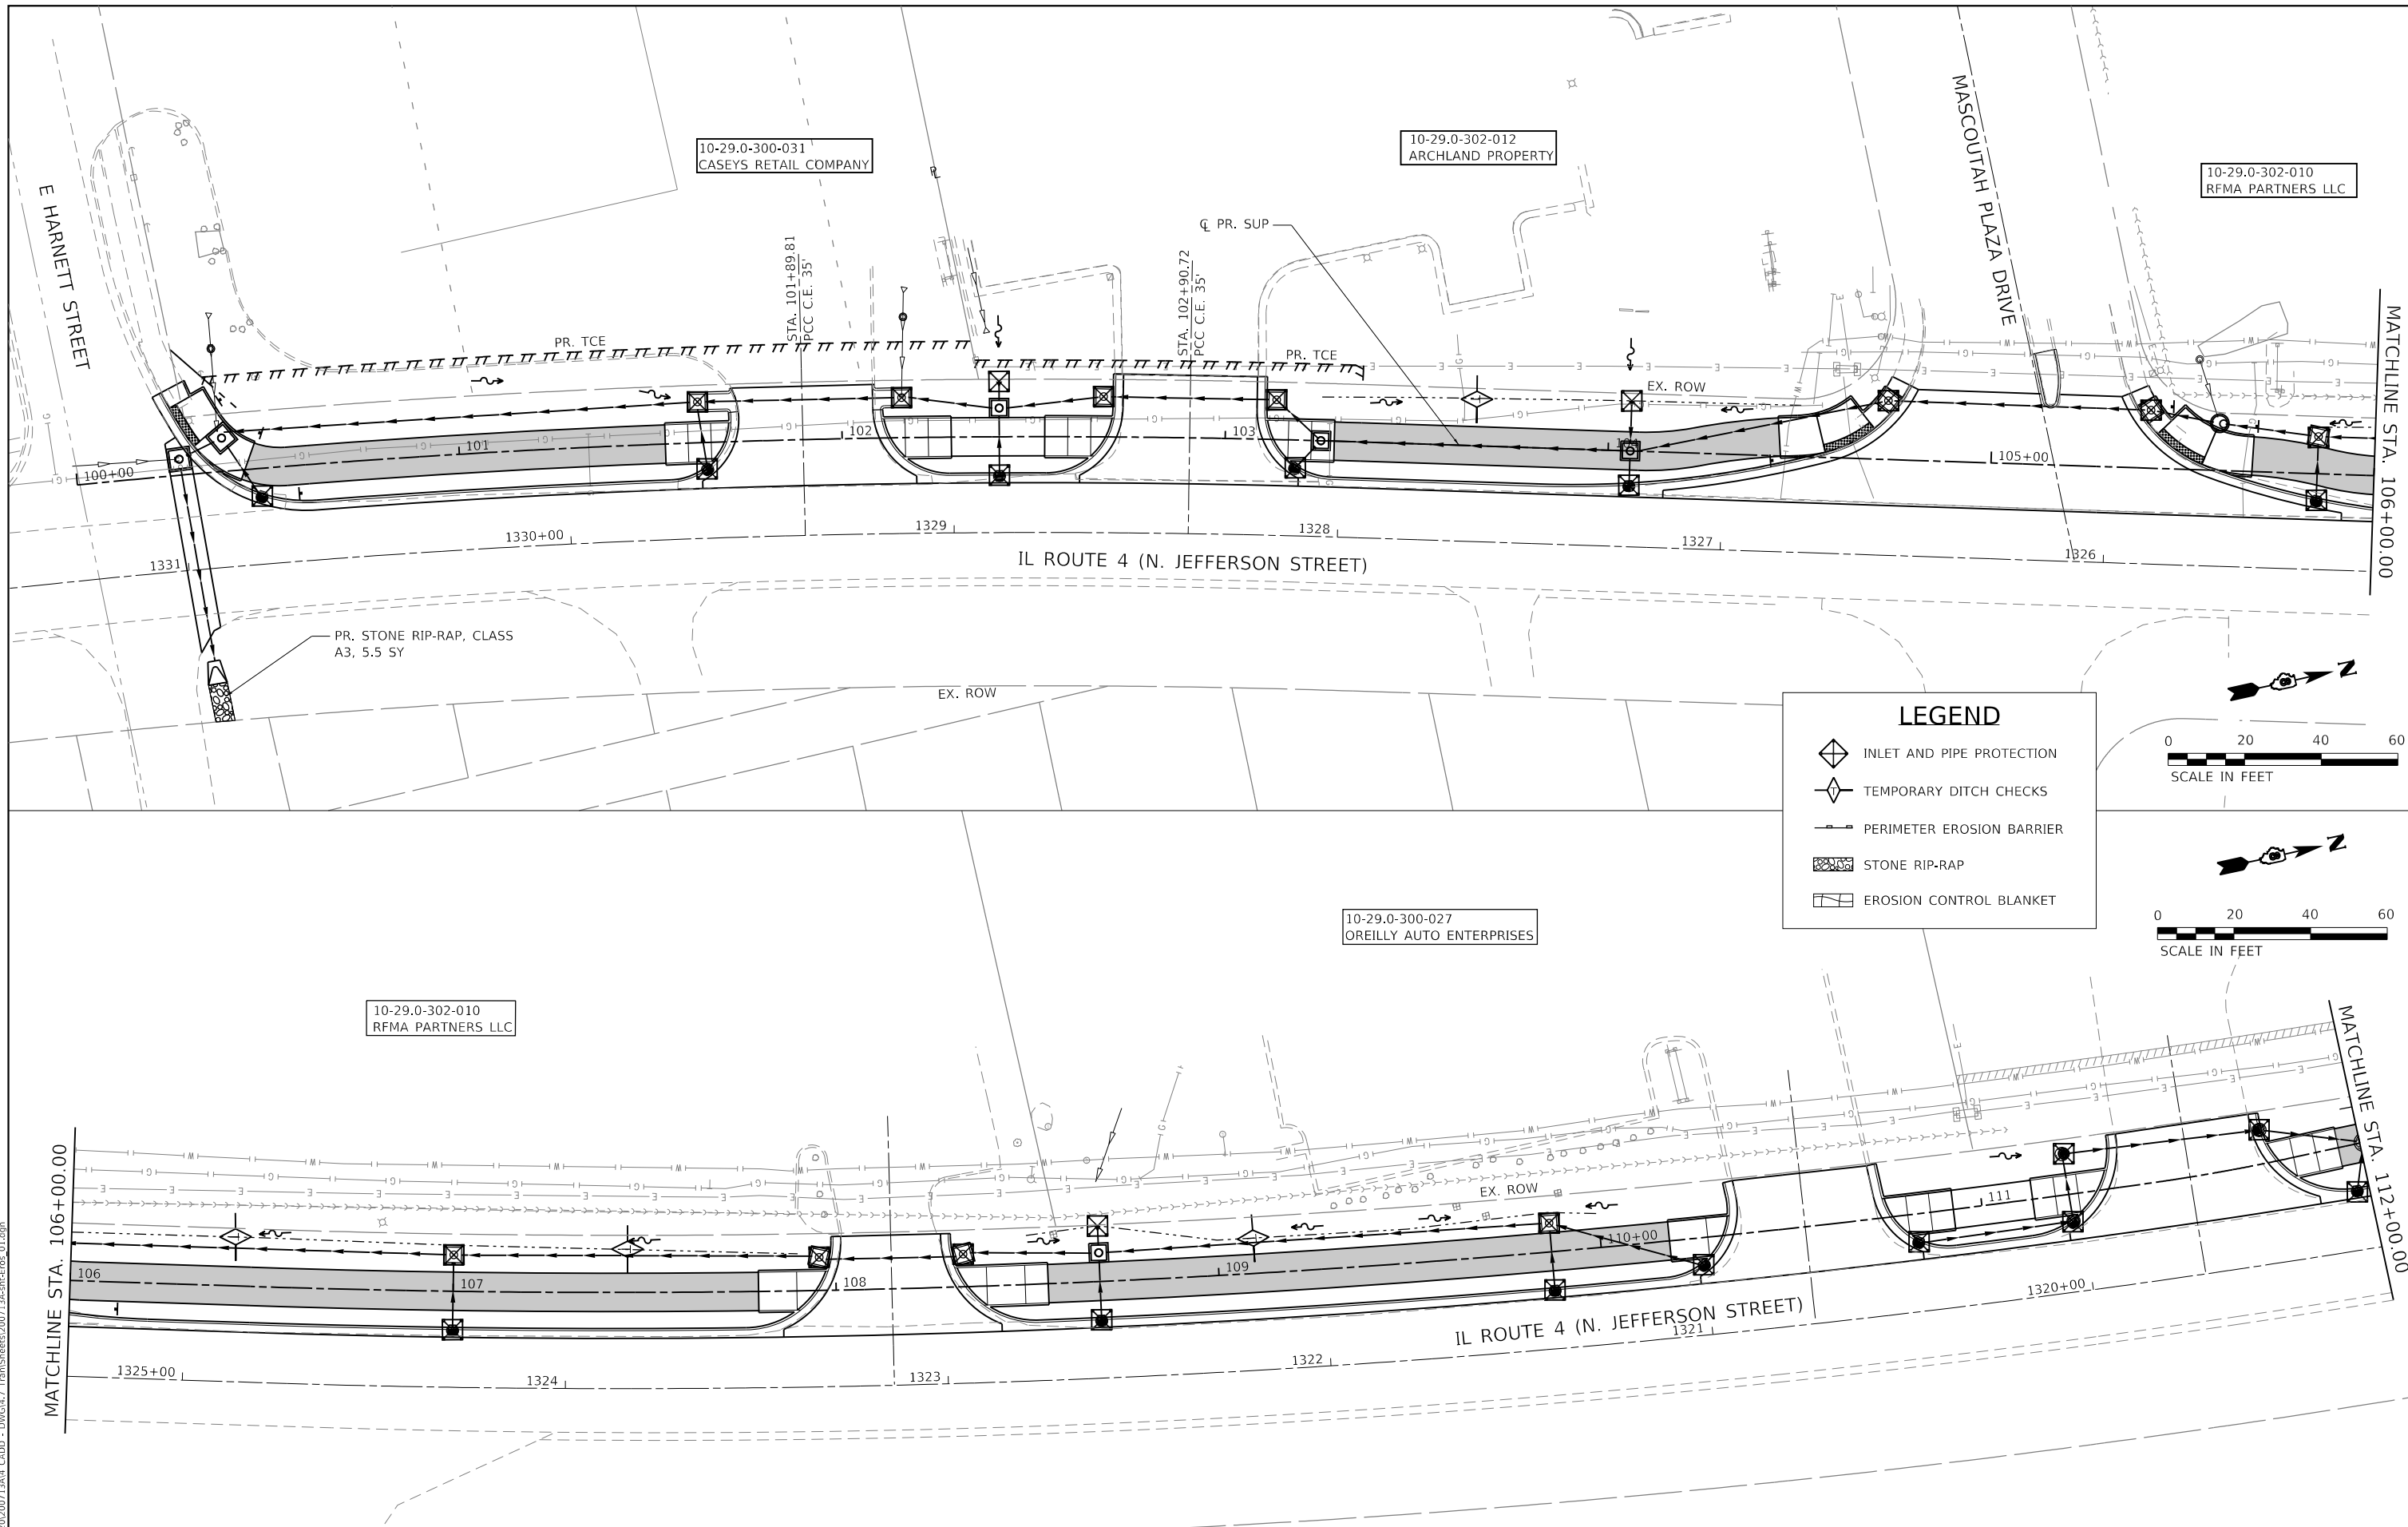 E HARNETT STREET
10-29.0-300-031
CASEYS RETAIL COMPANY
10-29.0-302-012
ARCHLAND PROPERTY
MASCOUTAH PLAZA DRIVE
10-29.0-302-010
RFMA PARTNERS LLC
PL
STA. 101+89.81
PCC C.E. 35'
STA. 102+90.72
PCC C.E. 35'
CL PR. SUP
PR. TCE
PR. TCE
EX. ROW
MATCHLINE STA. 106+00.00
100+00
101
102
103
104
105+00
1331
1330+00
1329
1328
1327
1326
IL ROUTE 4 (N. JEFFERSON STREET)
PR. STONE RIP-RAP, CLASS
A3, 5.5 SY
EX. ROW
N
0 20 40 60
SCALE IN FEET
LEGEND
INLET AND PIPE PROTECTION
T TEMPORARY DITCH CHECKS
PERIMETER EROSION BARRIER
STONE RIP-RAP
EROSION CONTROL BLANKET
N
0 20 40 60
SCALE IN FEET
10-29.0-302-010
RFMA PARTNERS LLC
10-29.0-300-027
OREILLY AUTO ENTERPRISES
MATCHLINE STA. 106+00.00
EX. ROW
106
107
108
109
110+00
111
MATCHLINE STA. 112+00.00
1325+00
1324
1323
1322
1321
1320+00
IL ROUTE 4 (N. JEFFERSON STREET)